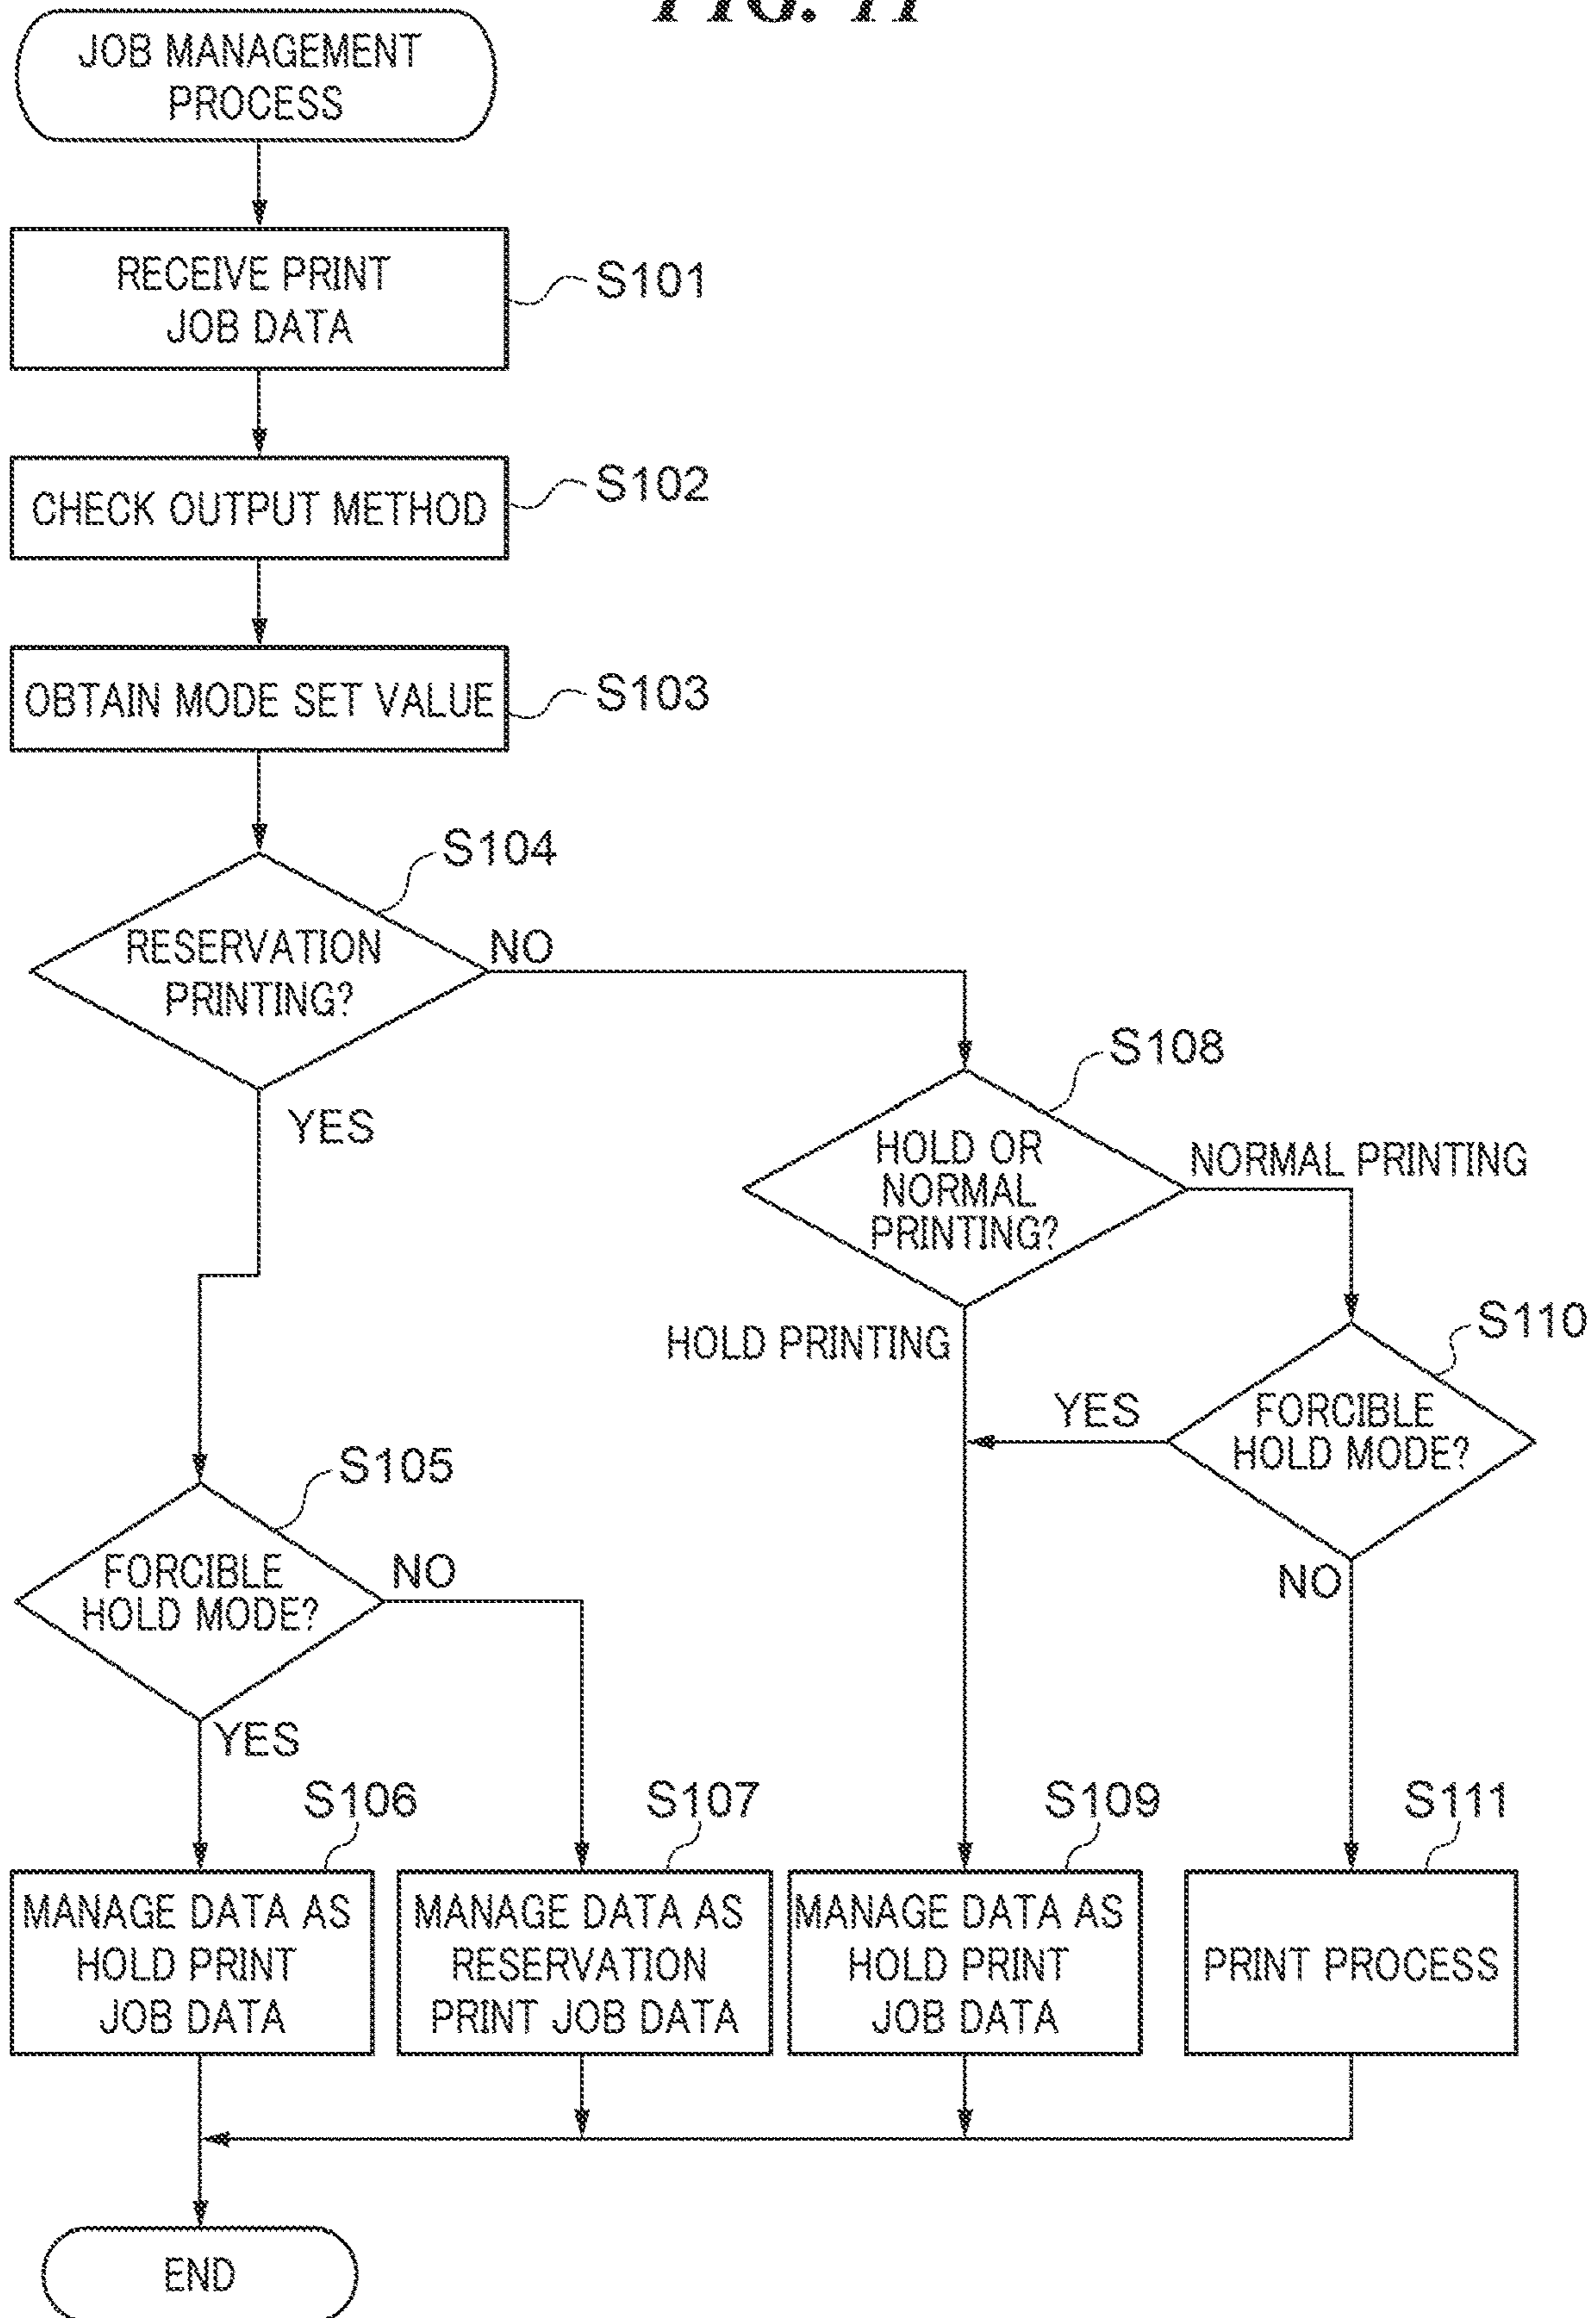 JOB MANAGEMENT
PROCESS
RECEIVE PRINT
JOB DATA
S101
CHECK OUTPUT METHOD
S102
OBTAIN MODE SET VALUE
S103
S104
RESERVATION
PRINTING?
NO
YES
S108
HOLD OR
NORMAL
PRINTING?
NORMAL PRINTING
HOLD PRINTING
S110
FORCIBLE
HOLD MODE?
YES
NO
S105
FORCIBLE
HOLD MODE?
NO
YES
S106
MANAGE DATA AS
HOLD PRINT
JOB DATA
S107
MANAGE DATA AS
RESERVATION
PRINT JOB DATA
S109
MANAGE DATA AS
HOLD PRINT
JOB DATA
S111
PRINT PROCESS
END